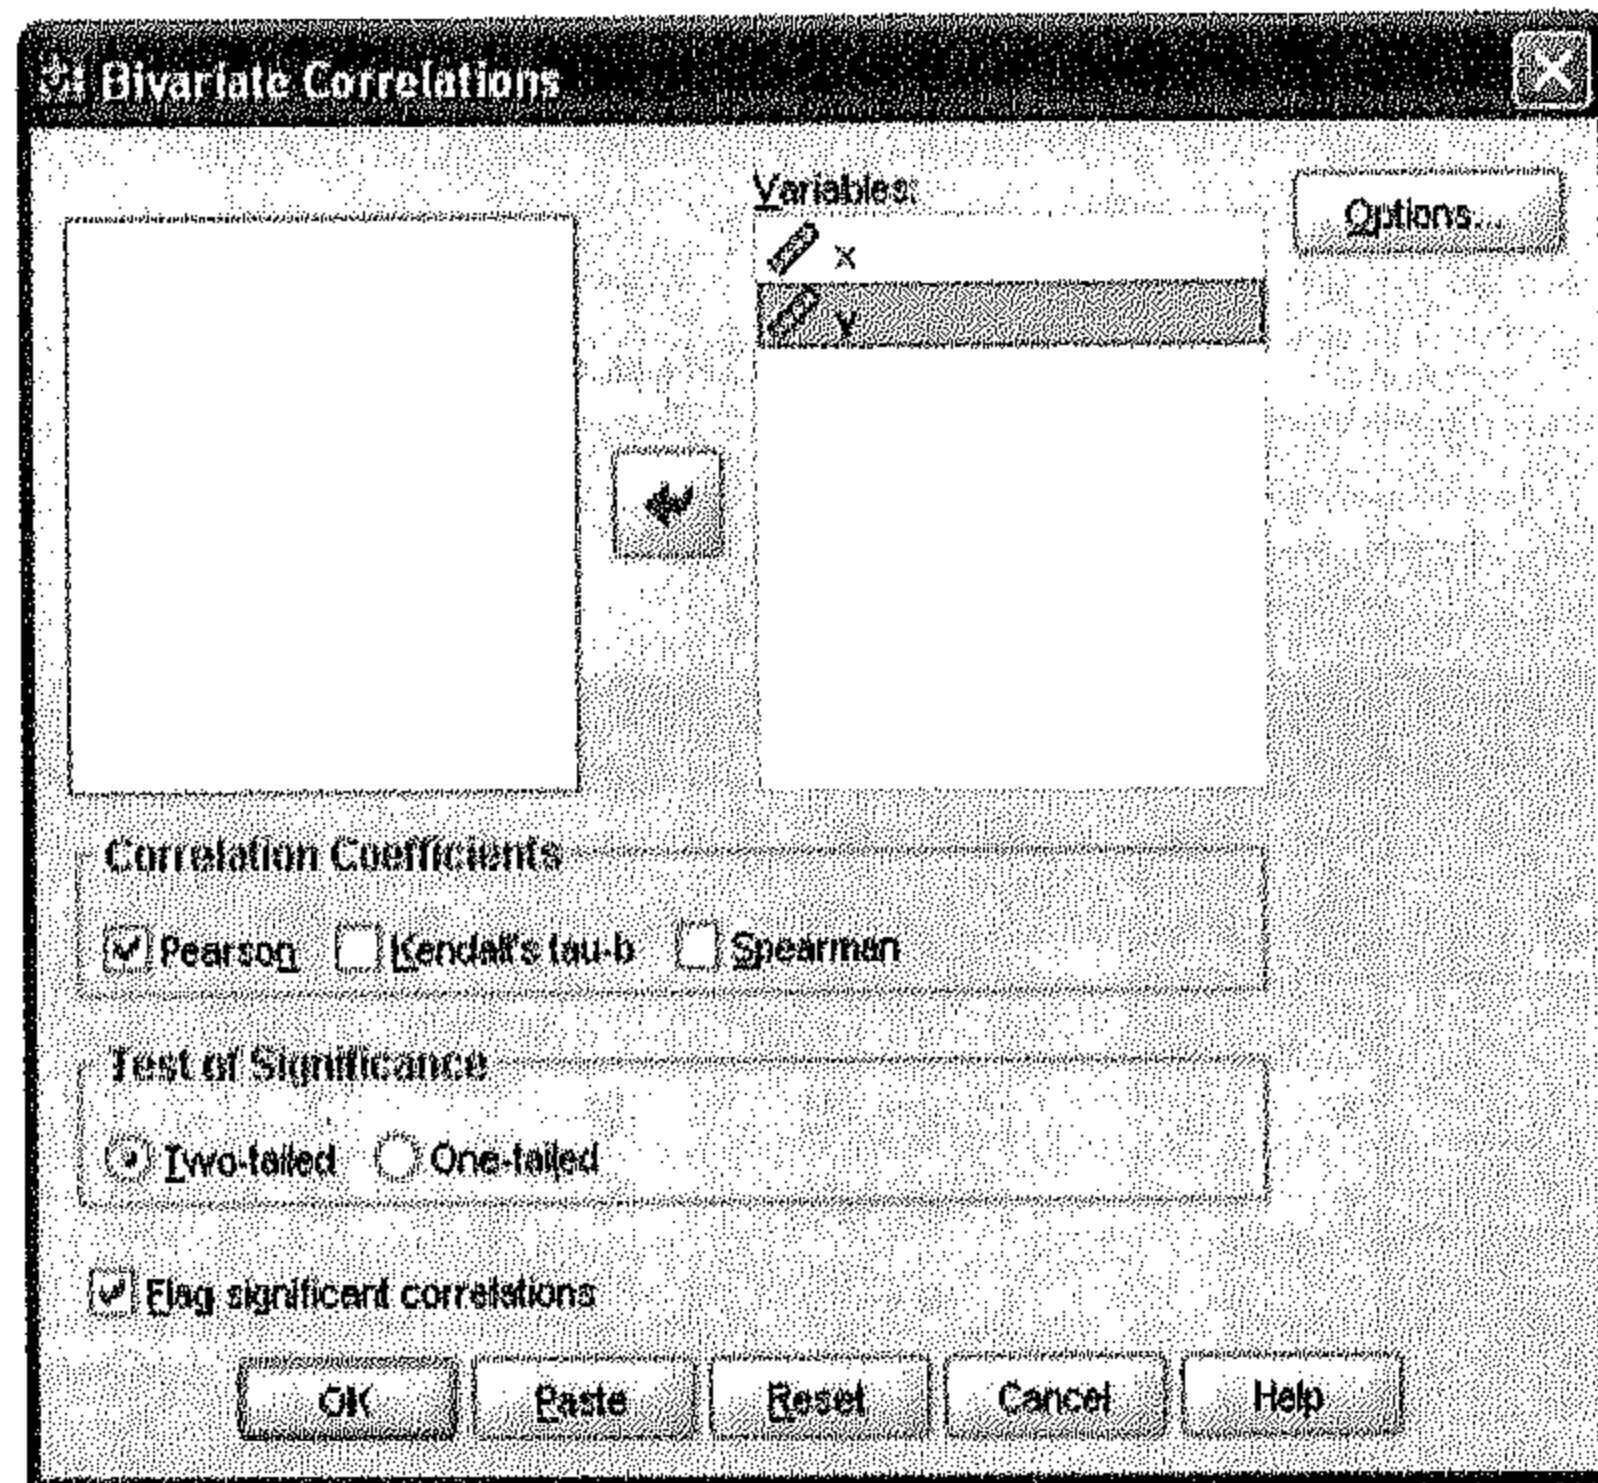 Bivariate Correlations
Variables:
Options...
x
y
Correlation Coefficients
Pearson Kendall's tau-b Spearman
Test of Significance
Two-tailed One-tailed
Flag significant correlations
OK Paste Reset Cancel Help